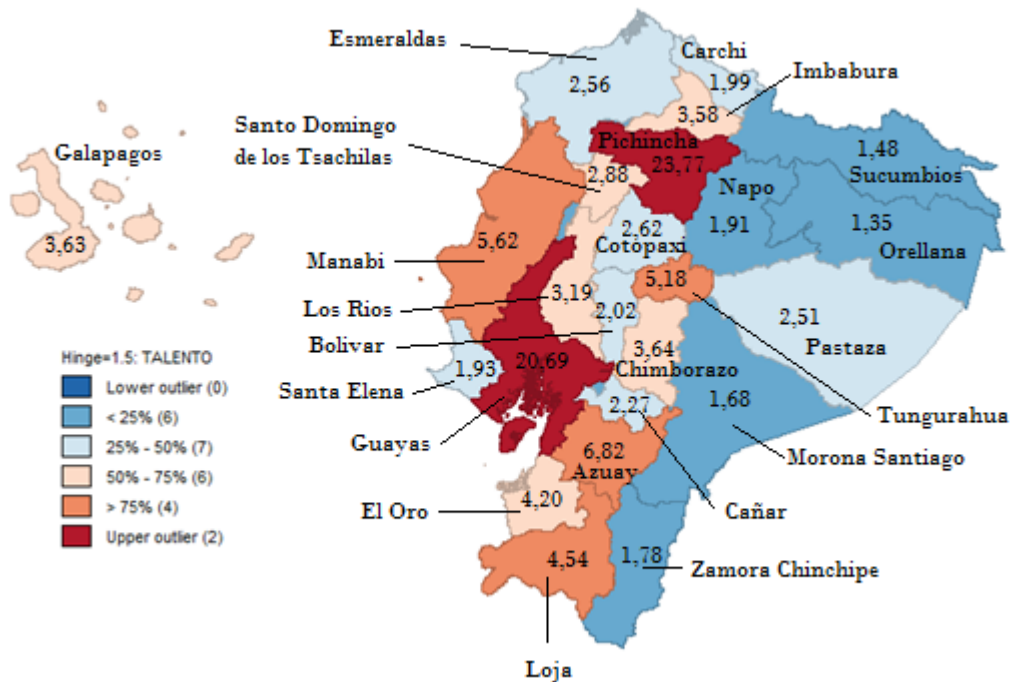 Esmeraldas
2,56
Carchi
1,99
Imbabura
3,58
Santo Domingo
de los Tsachilas
2,88
Pichincha
23,77
Galapagos
3,63
1,48
Sucumbios
Napo
1,91
1,35
Orellana
2,62
Cotopaxi
5,62
Manabi
5,18
3,19
Los Rios
2,02
Bolivar
2,51
Pastaza
3,64
Chimborazo
20,69
1,93
Santa Elena
1,68
Tungurahua
2,27
Guayas
6,82
Azuay
Morona Santiago
4,20
El Oro
Cañar
4,54
1,78
Zamora Chinchipe
Loja
Hinge=1.5: TALENTO
Lower outlier (0)
< 25% (6)
25% - 50% (7)
50% - 75% (6)
> 75% (4)
Upper outlier (2)